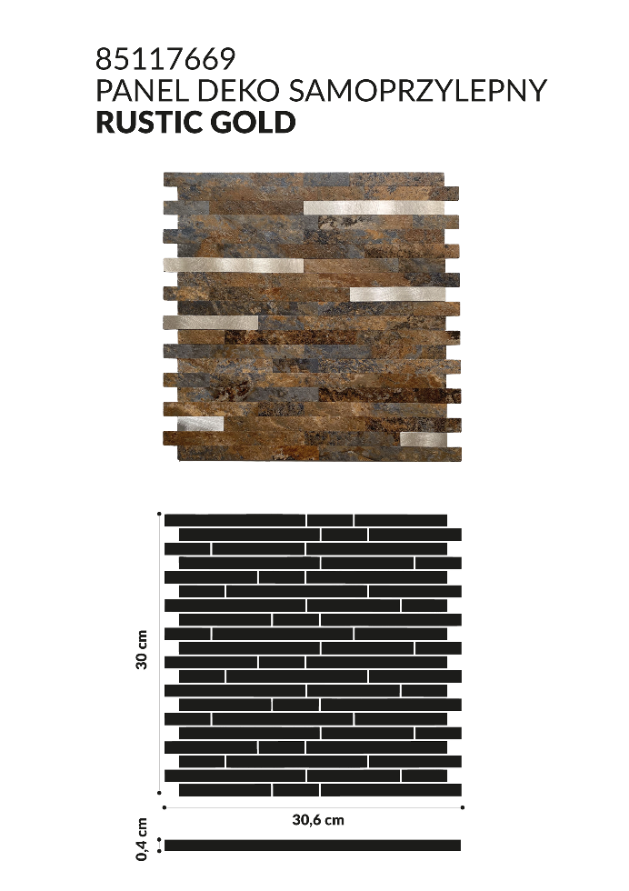 85117669
PANEL DEKO SAMOPRZYLEPNY
RUSTIC GOLD
30 cm
30,6 cm
0,4 cm